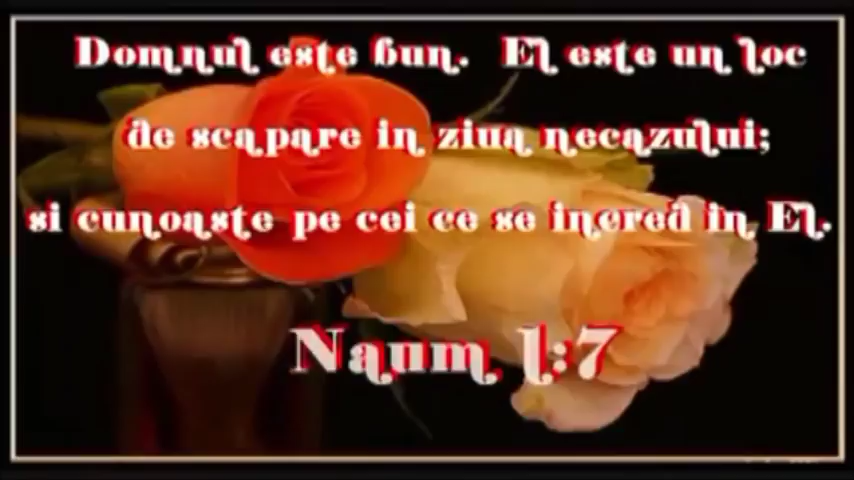 Domnul este bun. El este un loc
de scapare in ziua necazului;
si cunoaste pe cei ce se incred in El.
Naum 1:7